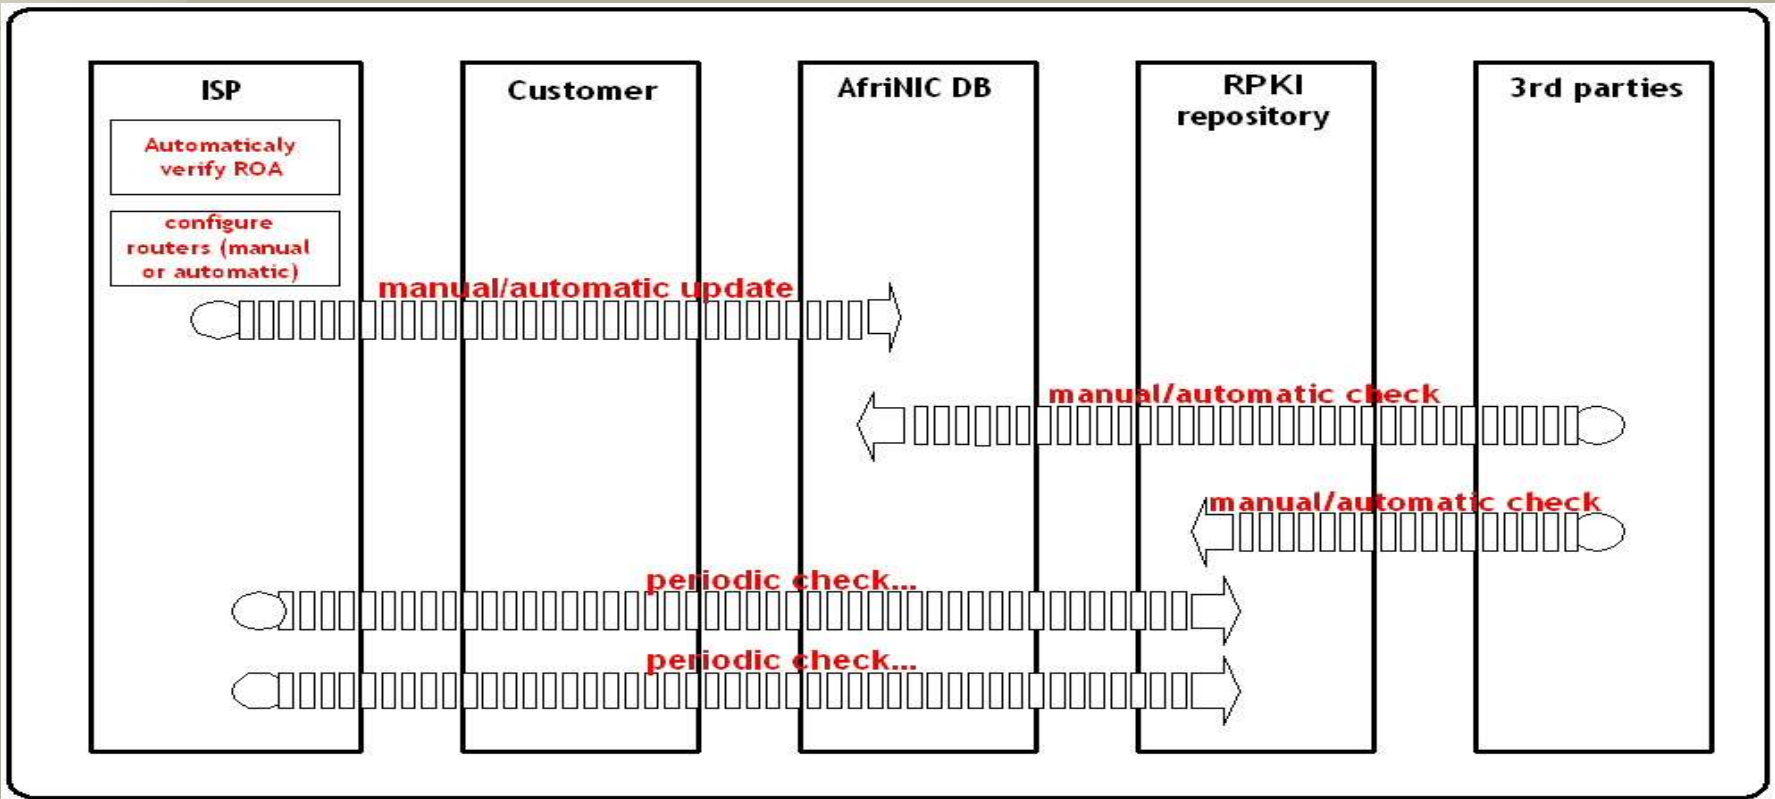 ISP
Customer
AfriNIC DB
RPKI
repository
3rd parties
Automaticaly
verify ROA
configure
routers (manual
or automatic)
manual/automatic update
manual/automatic check
manual/automatic check
periodic check...
periodic check...